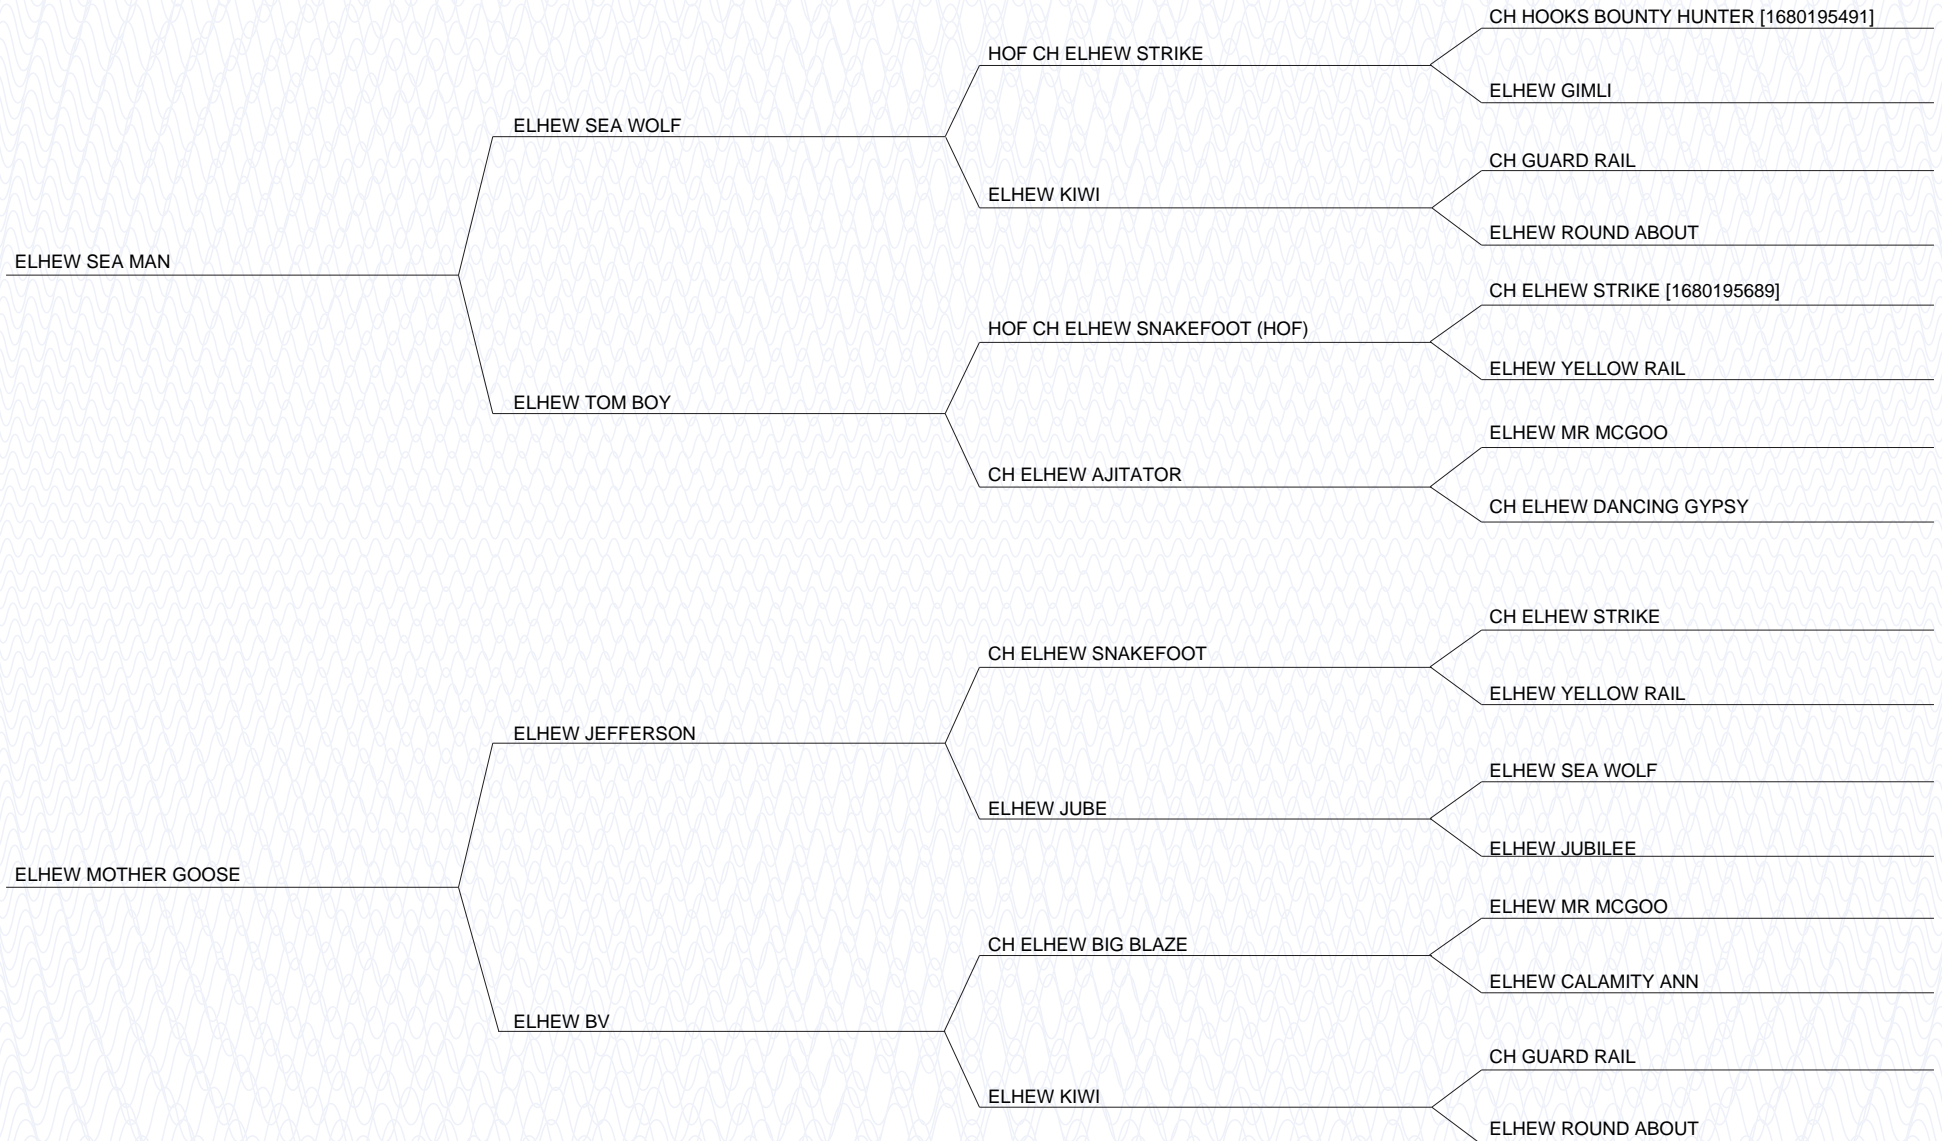 CH HOOKS BOUNTY HUNTER [1680195491]
HOF CH ELHEW STRIKE
ELHEW GIMLI
ELHEW SEA WOLF
CH GUARD RAIL
ELHEW KIWI
ELHEW ROUND ABOUT
ELHEW SEA MAN
CH ELHEW STRIKE [1680195689]
HOF CH ELHEW SNAKEFOOT (HOF)
ELHEW YELLOW RAIL
ELHEW TOM BOY
ELHEW MR MCGOO
CH ELHEW AJITATOR
CH ELHEW DANCING GYPSY
CH ELHEW STRIKE
CH ELHEW SNAKEFOOT
ELHEW YELLOW RAIL
ELHEW JEFFERSON
ELHEW SEA WOLF
ELHEW JUBE
ELHEW JUBILEE
ELHEW MOTHER GOOSE
ELHEW MR MCGOO
CH ELHEW BIG BLAZE
ELHEW CALAMITY ANN
ELHEW BV
CH GUARD RAIL
ELHEW KIWI
ELHEW ROUND ABOUT